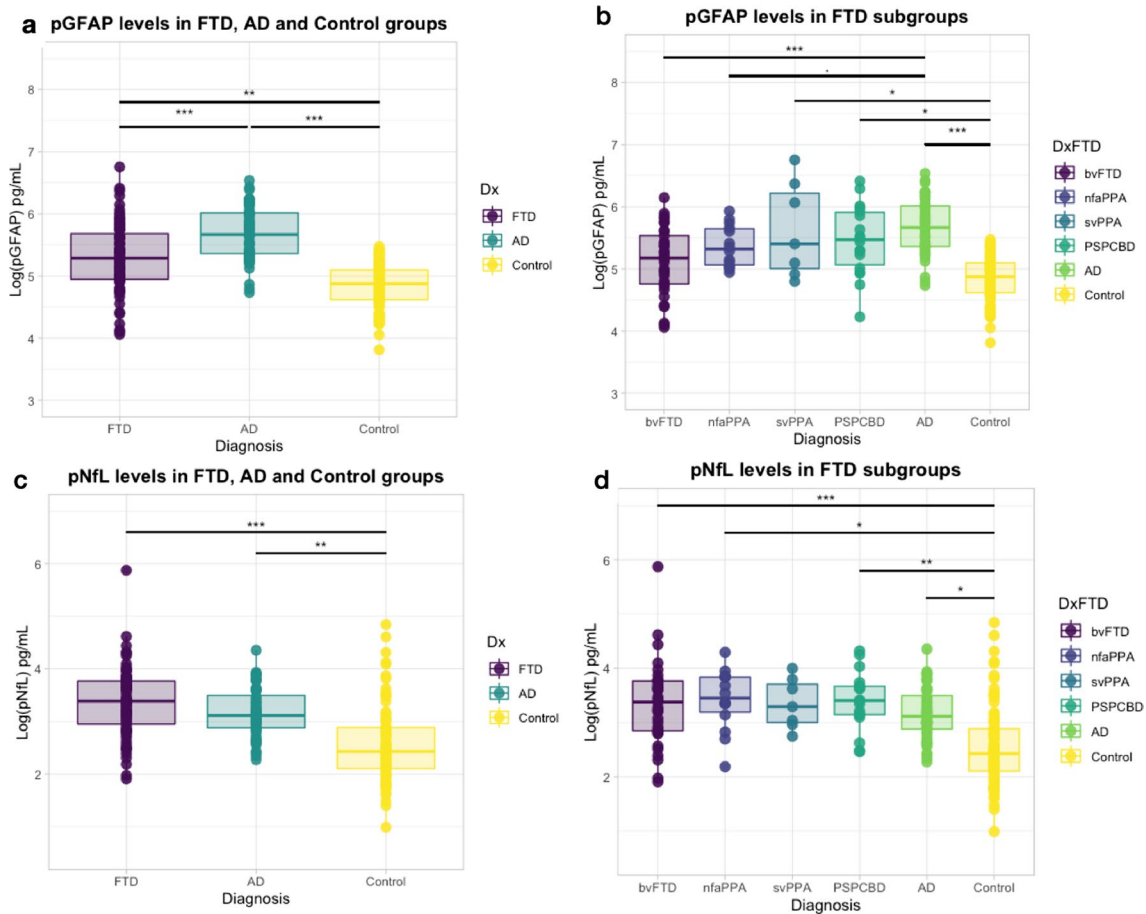 a
pGFAP levels in FTD, AD and Control groups
Log(pGFAP) pg/mL
8
7
6
5
4
3
**
***
***
FTD
AD
Control
Diagnosis
Dx
FTD
AD
Control
b
pGFAP levels in FTD subgroups
Log(pGFAP) pg/mL
8
7
6
5
4
3
***
.
*
*
***
bvFTD
nfaPPA
svPPA
PSPCBD
AD
Control
Diagnosis
DxFTD
bvFTD
nfaPPA
svPPA
PSPCBD
AD
Control
c
pNfL levels in FTD, AD and Control groups
Log(pNfL) pg/mL
6
4
2
***
**
FTD
AD
Control
Diagnosis
Dx
FTD
AD
Control
d
pNfL levels in FTD subgroups
Log(pNfL) pg/mL
6
4
2
***
*
**
*
bvFTD
nfaPPA
svPPA
PSPCBD
AD
Control
Diagnosis
DxFTD
bvFTD
nfaPPA
svPPA
PSPCBD
AD
Control